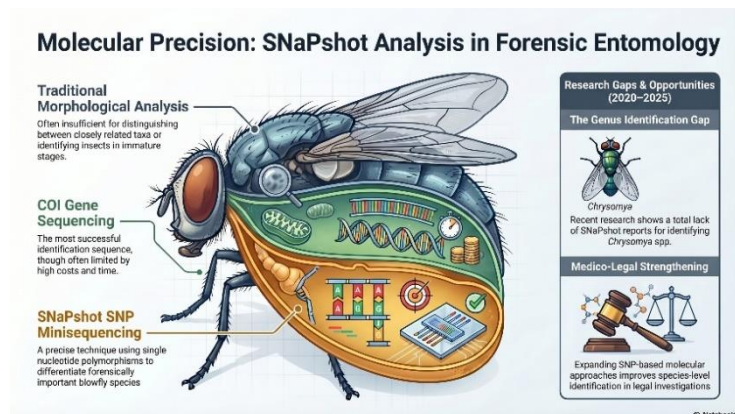 Molecular Precision: SNaPshot Analysis in Forensic Entomology
Traditional
Morphological Analysis
Often insufficient for distinguishing
between closely related taxa or
identifying insects in immature
stages.
COI Gene
Sequencing
The most successful
identification sequence,
though often limited by
high costs and time.
SNaPshot SNP
Minisequencing
A precise technique using single
nucleotide polymorphisms to
differentiate forensically
important blowfly species
Research Gaps & Opportunities
(2020–2025)
The Genus Identification Gap
Chrysomya
Recent research shows a total lack
of SNaPshot reports for identifying
Chrysomya spp.
Medico-Legal Strengthening
Expanding SNP-based molecular
approaches improves species-level
identification in legal investigations